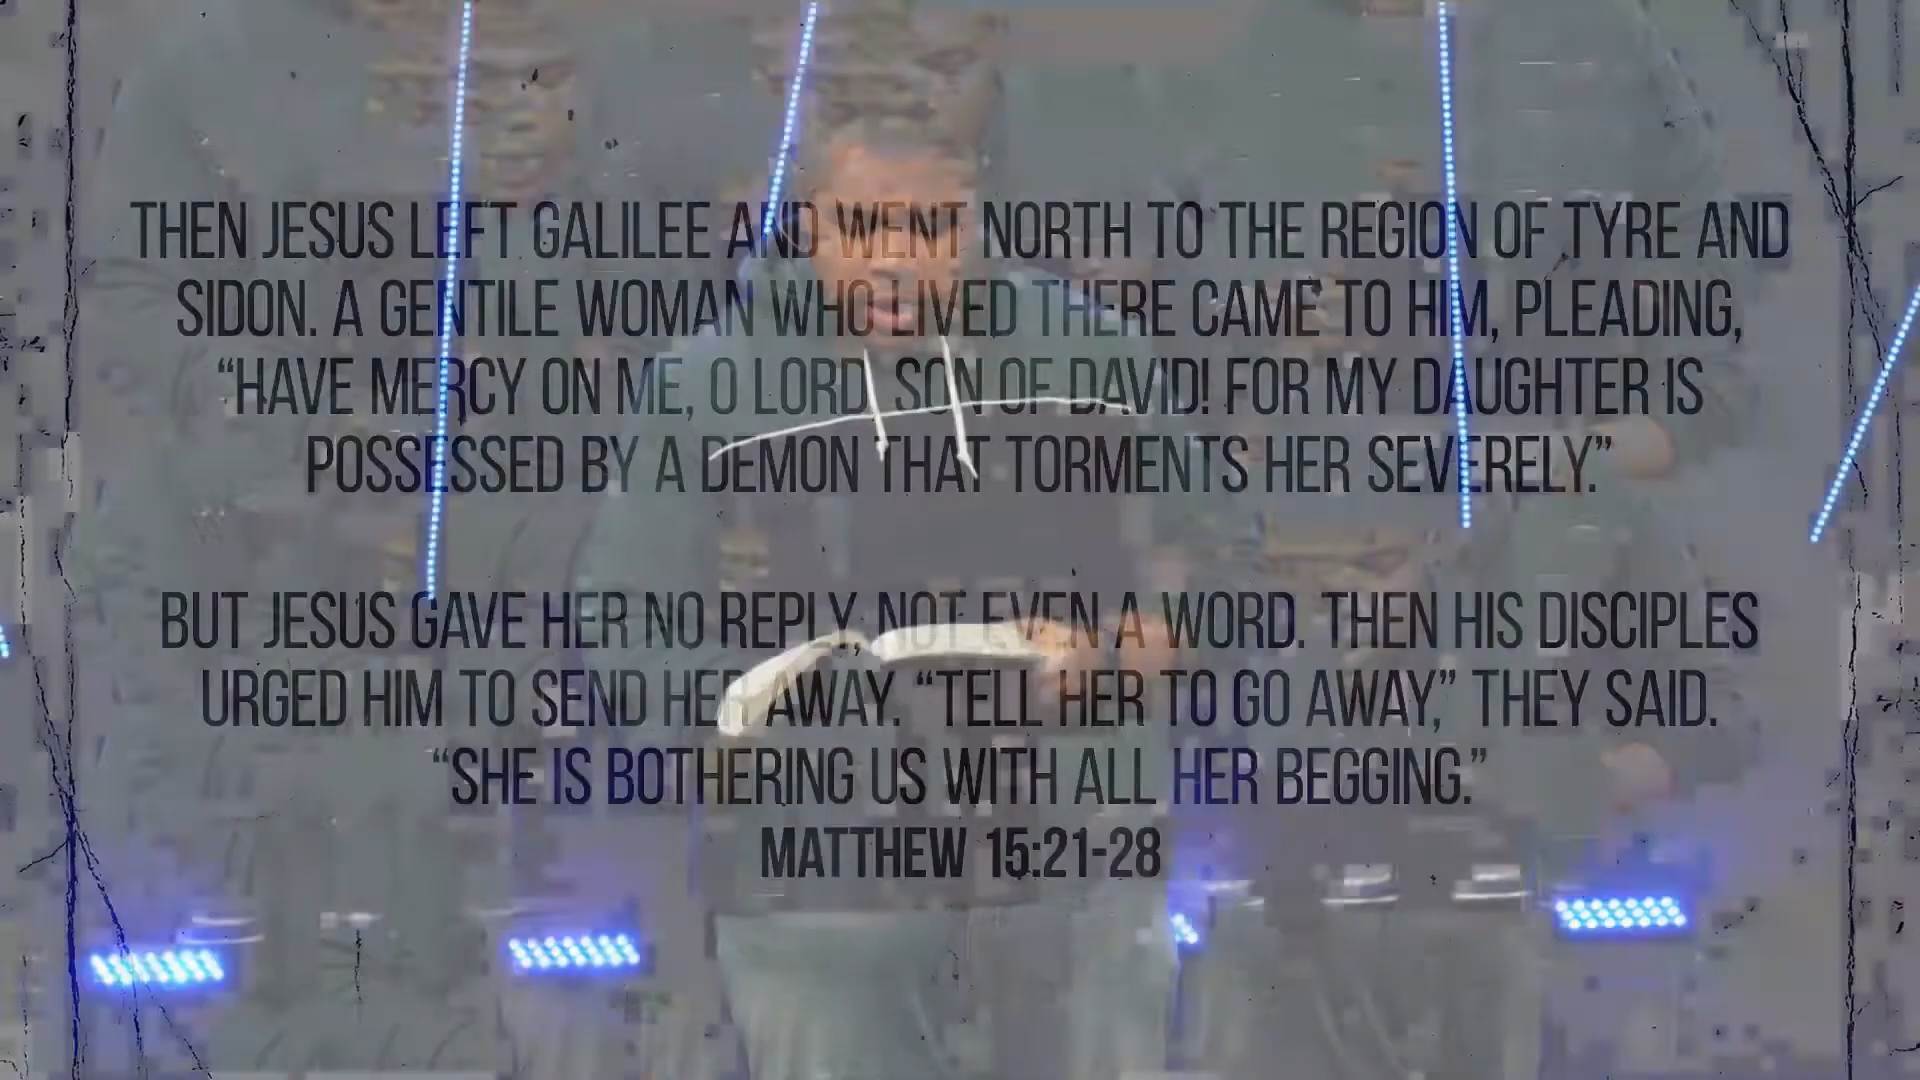 THEN JESUS LEFT GALILEE AND WENT NORTH TO THE REGION OF TYRE AND
SIDON. A GENTILE WOMAN WHO LIVED THERE CAME TO HIM, PLEADING,
“HAVE MERCY ON ME, O LORD, SON OF DAVID! FOR MY DAUGHTER IS
POSSESSED BY A DEMON THAT TORMENTS HER SEVERELY.”
BUT JESUS GAVE HER NO REPLY, NOT EVEN A WORD. THEN HIS DISCIPLES
URGED HIM TO SEND HER AWAY. “TELL HER TO GO AWAY,” THEY SAID.
“SHE IS BOTHERING US WITH ALL HER BEGGING.”
MATTHEW 15:21-28